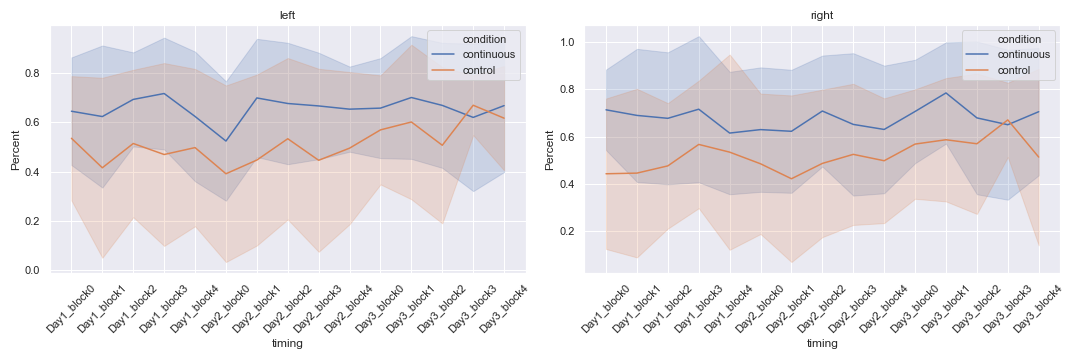 left
condition
continuous
control
0.8
0.6
0.4
0.2
0.0
Percent
Day1_block0
Day1_block1
Day1_block2
Day1_block3
Day1_block4
Day2_block0
Day2_block1
Day2_block2
Day2_block3
Day2_block4
Day3_block0
Day3_block1
Day3_block2
Day3_block3
Day3_block4
timing
right
condition
continuous
control
1.0
0.8
0.6
0.4
0.2
Percent
Day1_block0
Day1_block1
Day1_block2
Day1_block3
Day1_block4
Day2_block0
Day2_block1
Day2_block2
Day2_block3
Day2_block4
Day3_block0
Day3_block1
Day3_block2
Day3_block3
Day3_block4
timing